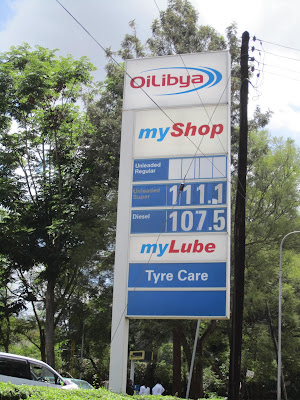 OiLibya
myShop
Unleaded
Regular
Unleaded
Super
111.1
Diesel
107.5
myLube
Tyre Care